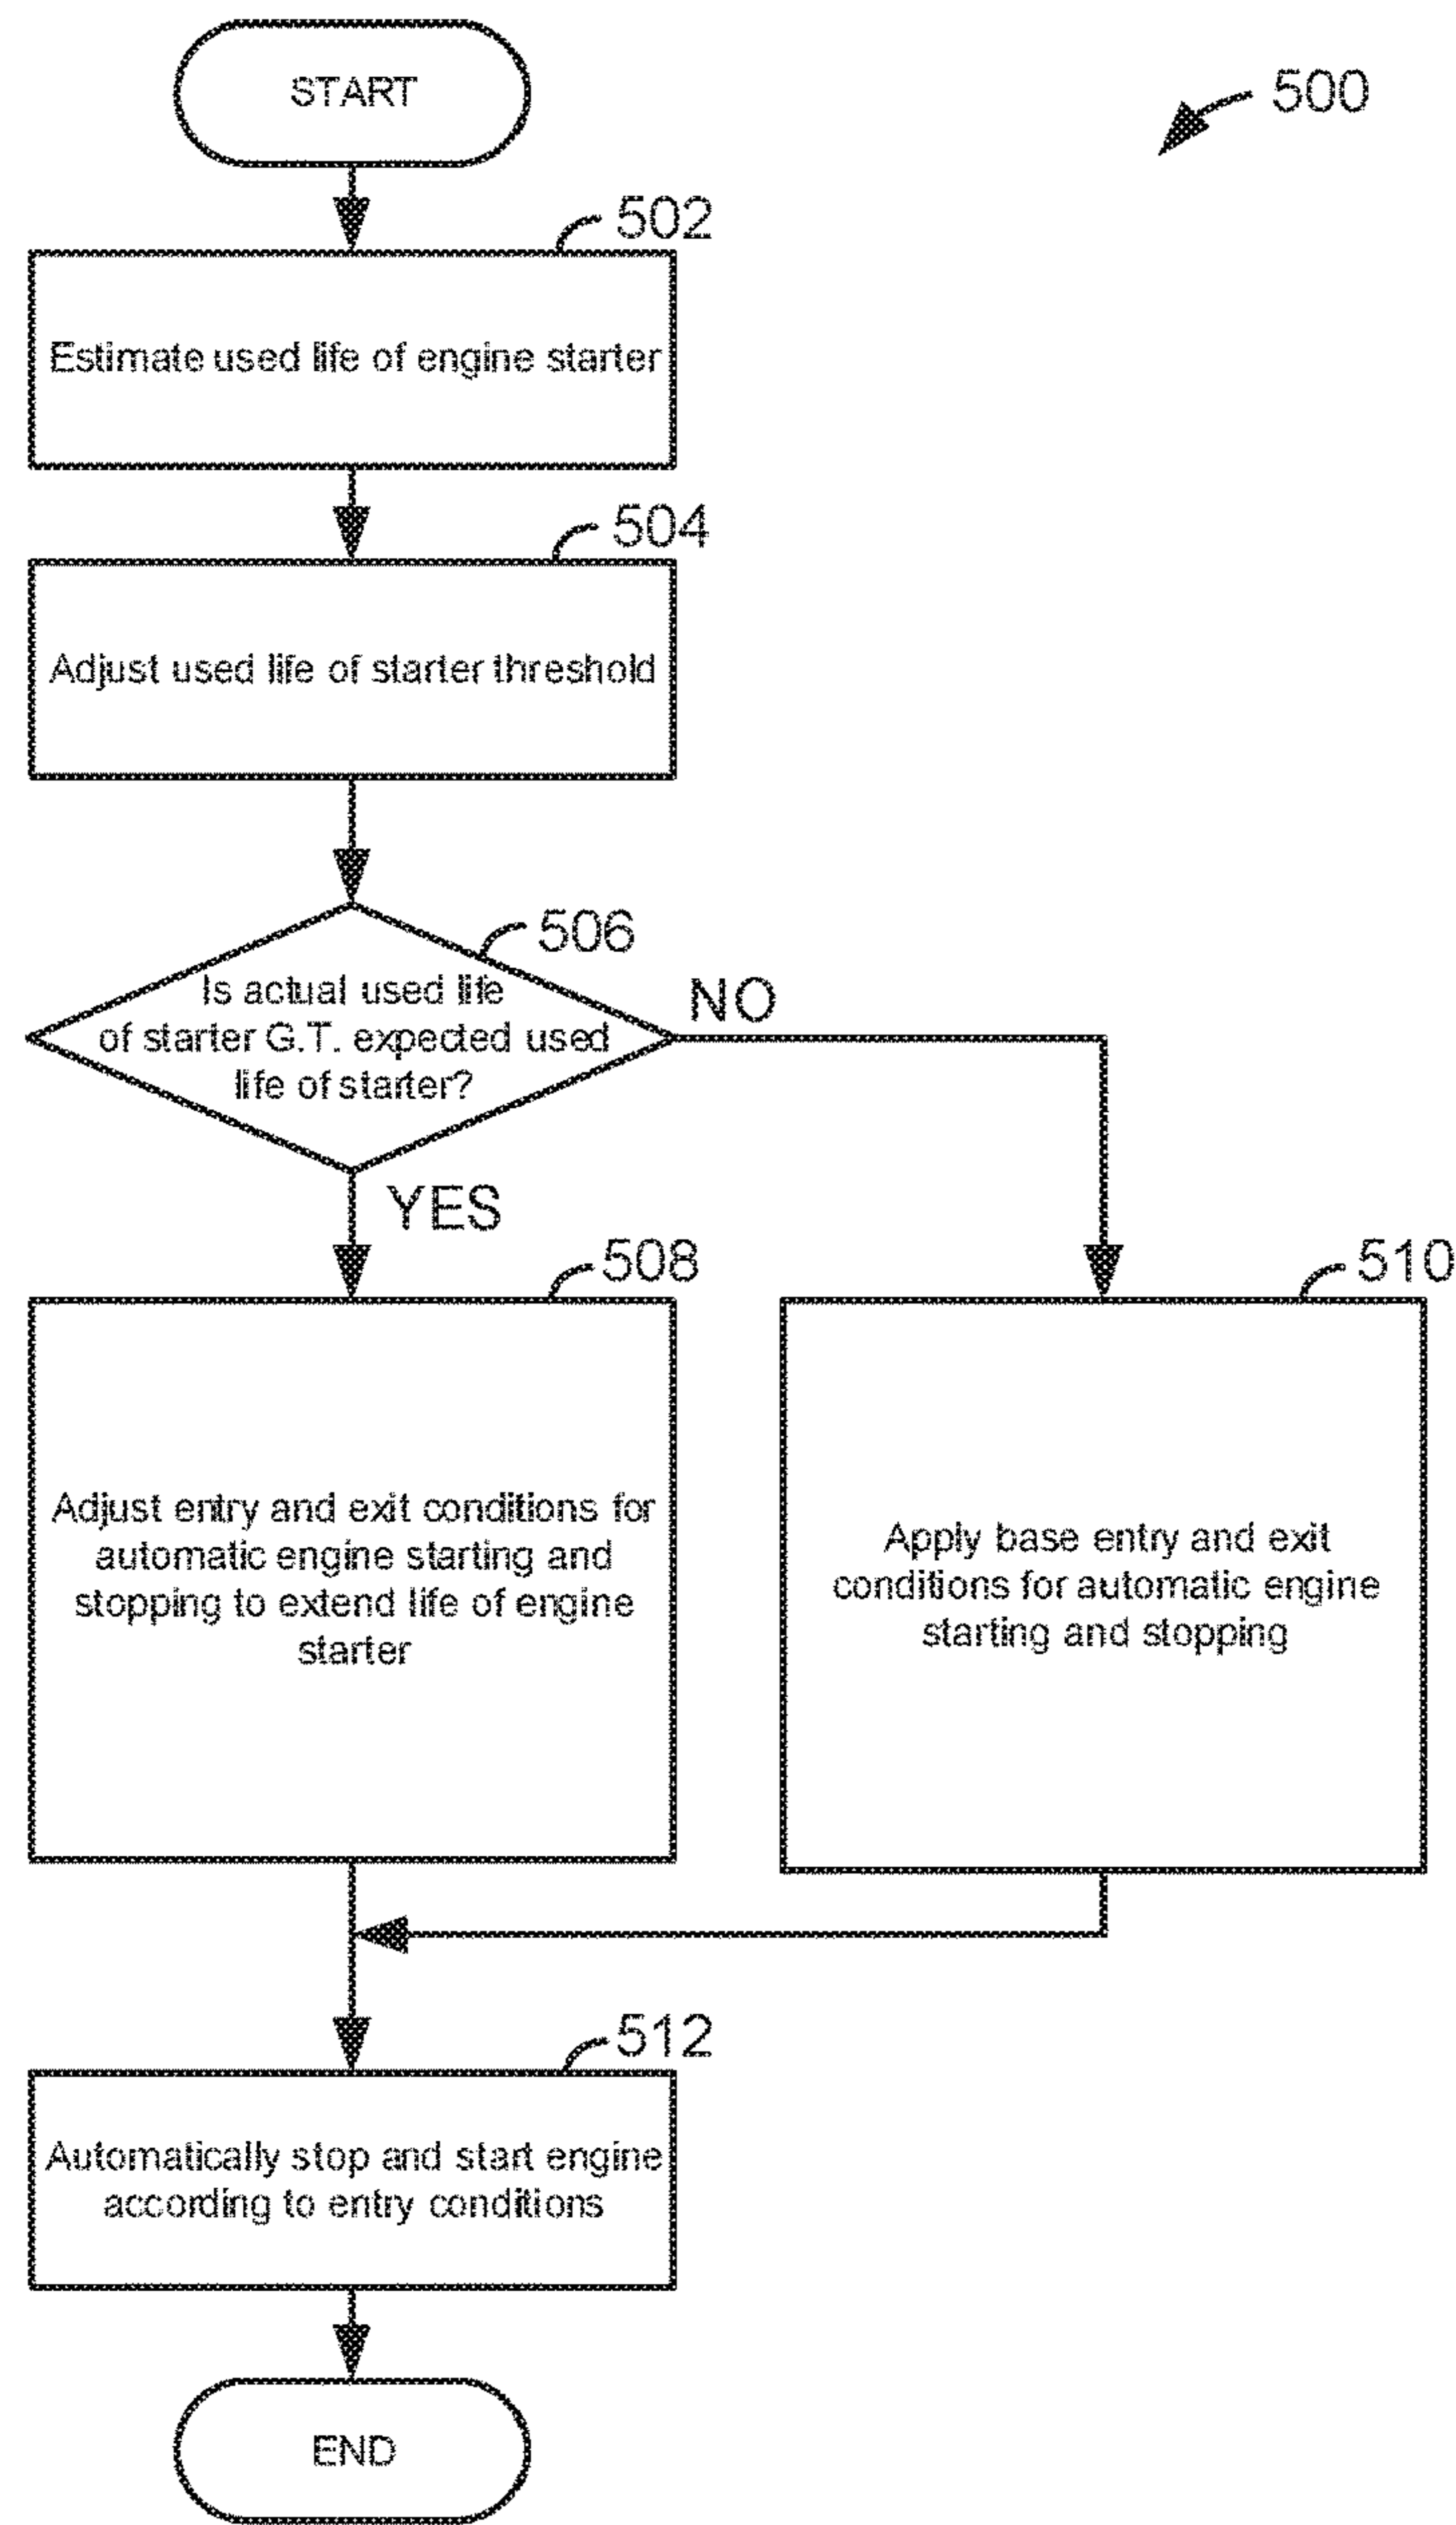 START
500
502
Estimate used life of engine starter
504
Adjust used life of starter threshold
506
Is actual used life
of starter G.T. expected used
life of starter?
NO
YES
508
Adjust entry and exit conditions for
automatic engine starting and
stopping to extend life of engine
starter
510
Apply base entry and exit
conditions for automatic engine
starting and stopping
512
Automatically stop and start engine
according to entry conditions
END